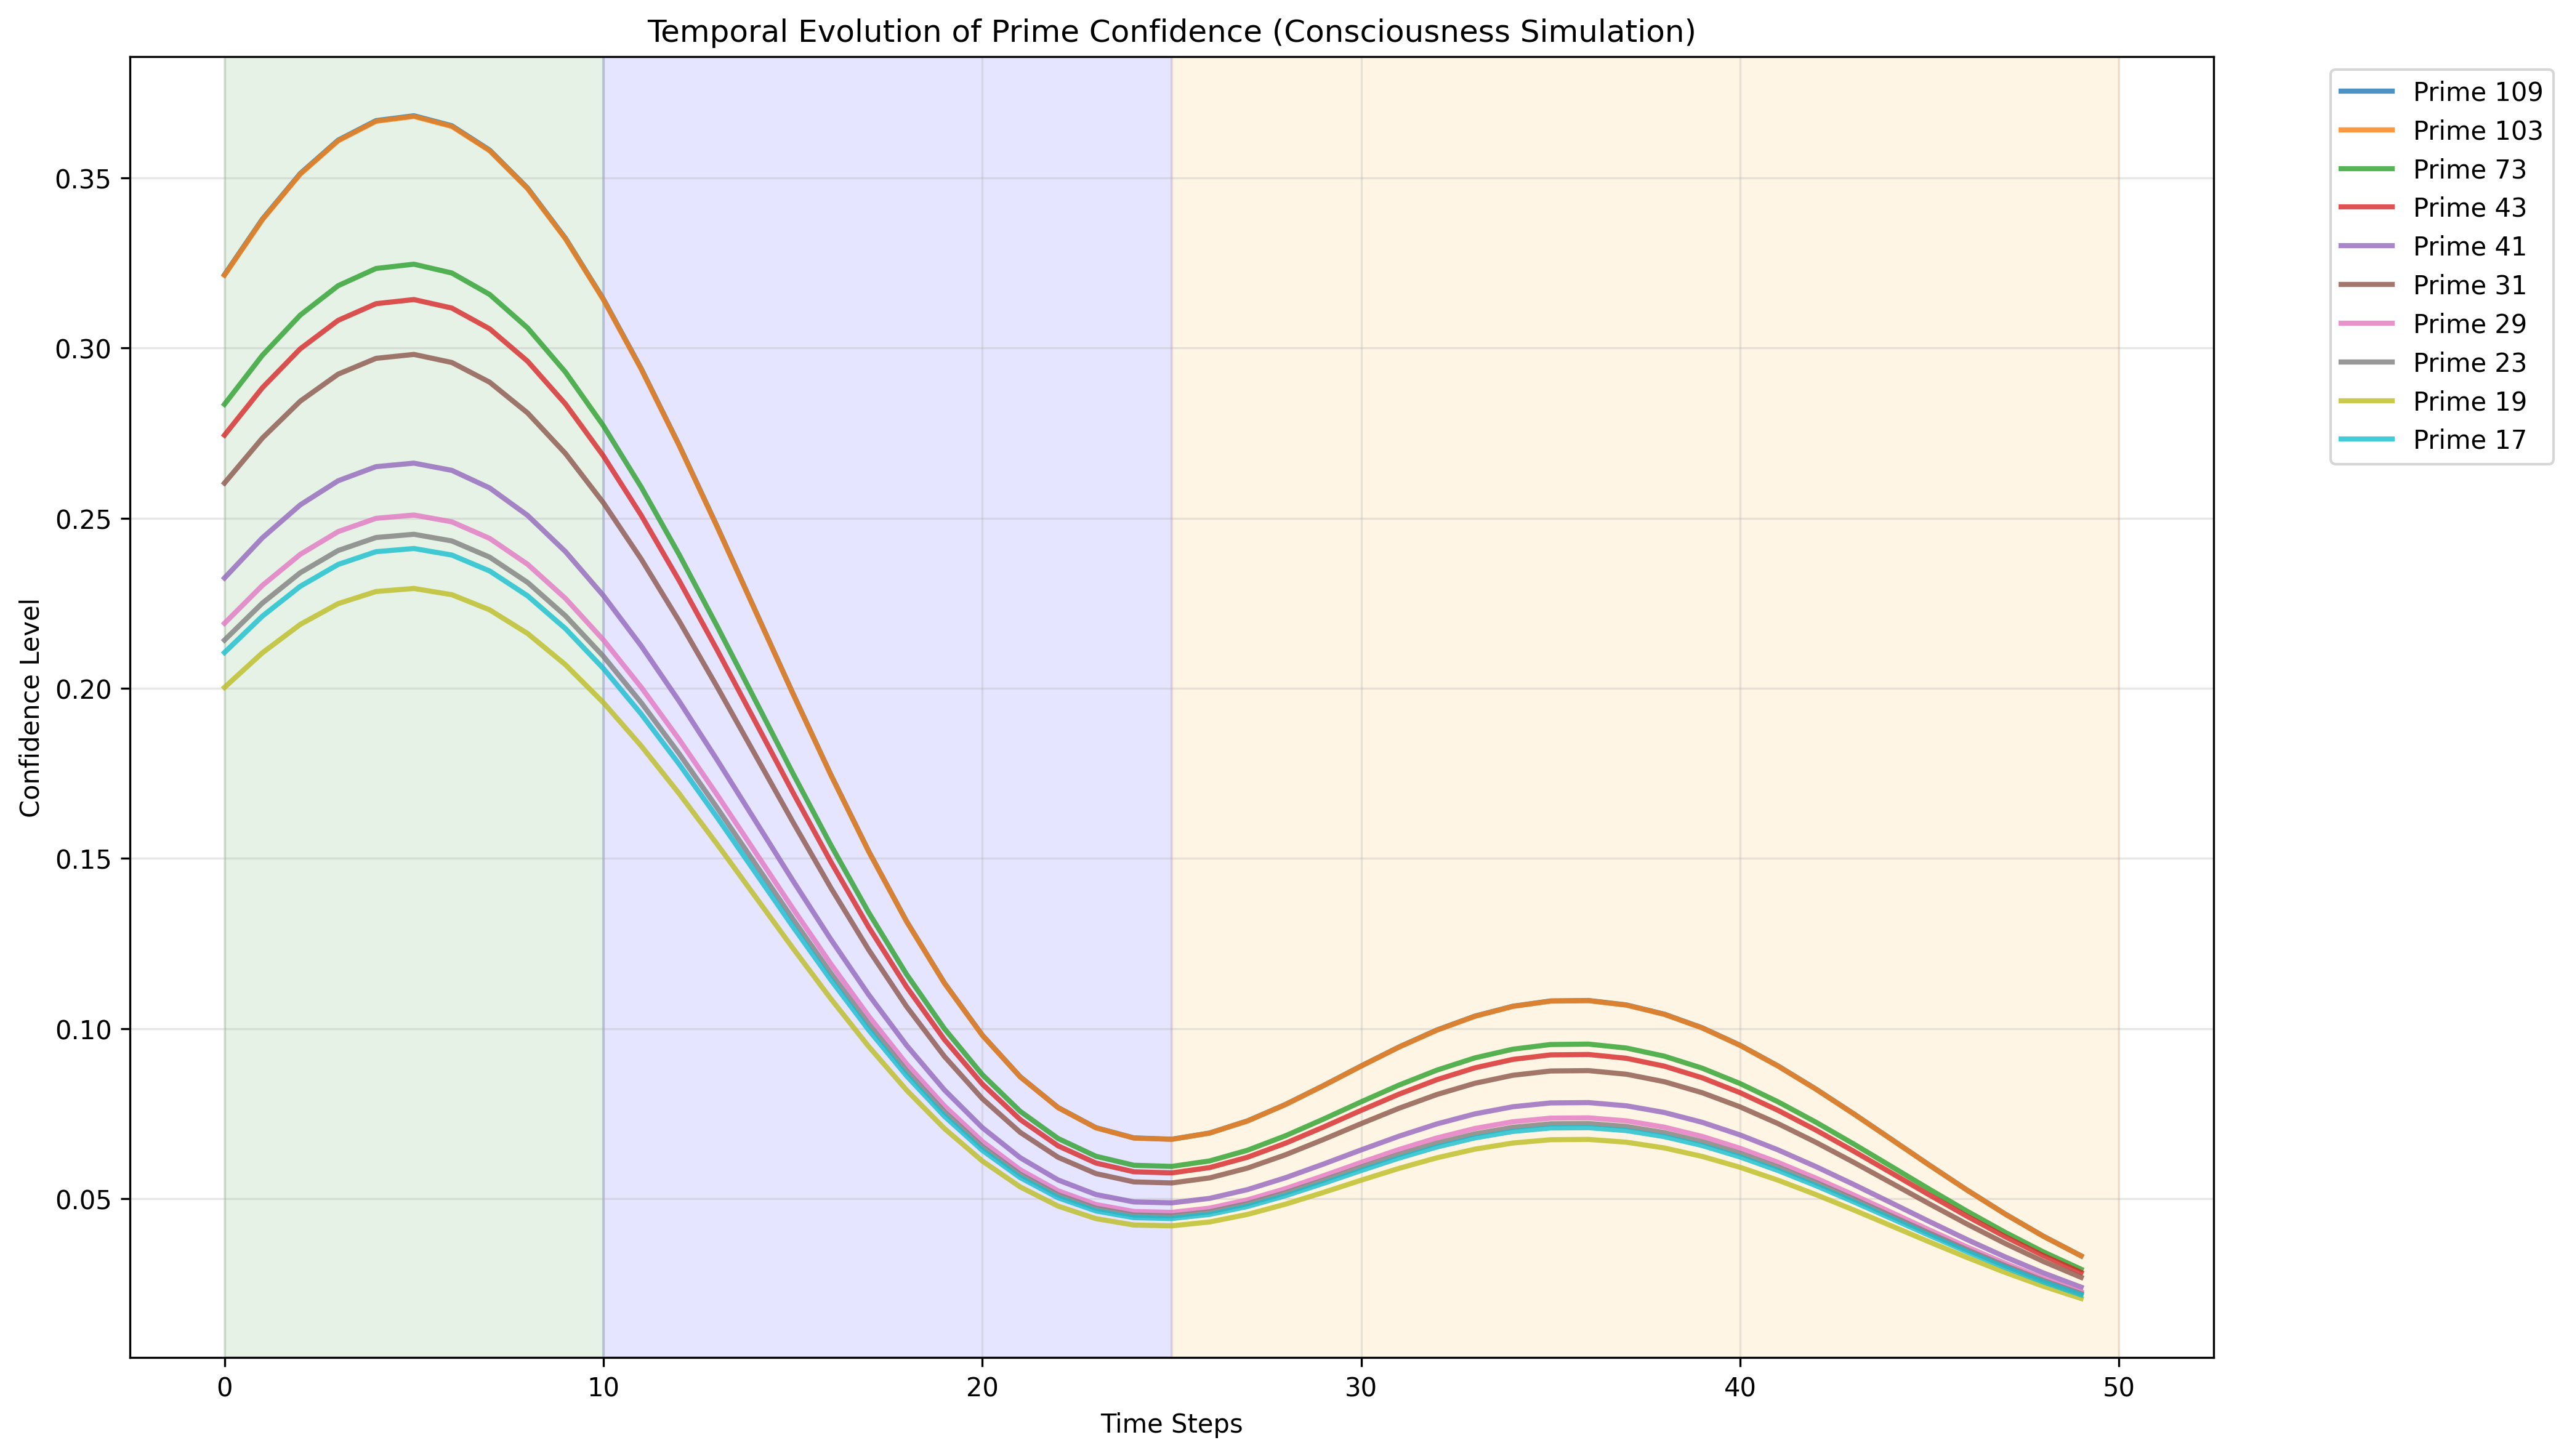 Temporal Evolution of Prime Confidence (Consciousness Simulation)
Prime 109
Prime 103
Prime 73
Prime 43
Prime 41
Prime 31
Prime 29
Prime 23
Prime 19
Prime 17
Confidence Level
0.35
0.30
0.25
0.20
0.15
0.10
0.05
0 10 20 30 40 50
Time Steps